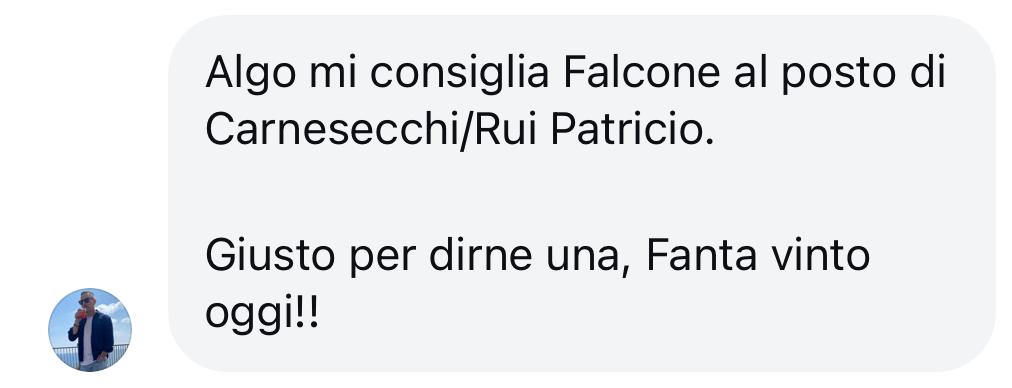 Algo mi consiglia Falcone al posto di
Carnesecchi/Rui Patricio.
Giusto per dirne una, Fanta vinto
oggi!!